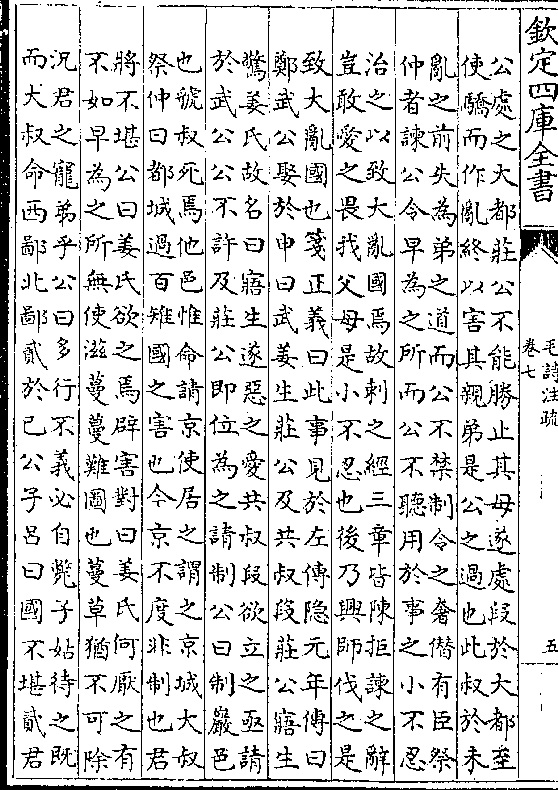 欽定四庫全書
毛詩注疏
卷七
五
公處之大都莊公不能勝止其母遂處段於大都至
使驕而作亂終以害其親弟是公之過也此叔於未
亂之前失為弟之道而公不禁制令之奢僭有臣祭
仲者諫公令早為之所而公不聽用於事之小不忍
治之以致大亂國焉故刺之經三章皆陳拒諫之辭
豈敢愛之畏我父母是小不忍也後乃興師伐之是
致大亂國也箋正義曰此事見於左傳隐元年傳曰
鄭武公娶於申曰武姜生莊公及共叔段莊公寤生
驚姜氏故名曰寤生遂惡之愛共叔段欲立之亟請
於武公公不許及莊公即位為之請制公曰制巖邑
也虢叔死焉他邑惟命請京使居之謂之京城大叔
祭仲曰都城過百雉國之害也今京不度非制也君
將不堪公曰姜氏欲之焉辟害對曰姜氏何厭之有
不如早為之所無使滋蔓蔓難圖也蔓草猶不可除
況君之寵弟乎公曰多行不義必自斃子姑待之既
而大叔命西鄙北鄙貳於己公子呂曰國不堪貳君